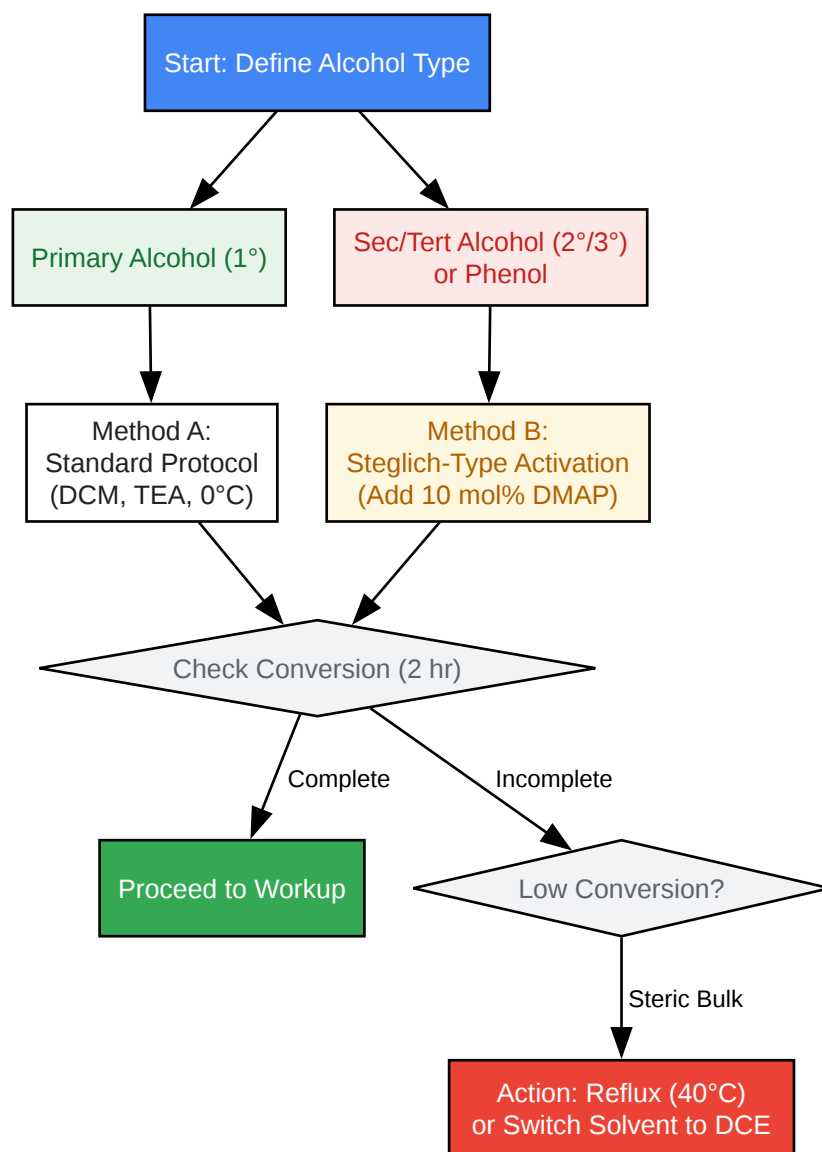 Start: Define Alcohol Type
Primary Alcohol (1°)
Sec/Tert Alcohol (2°/3°)
or Phenol
Method A:
Standard Protocol
(DCM, TEA, 0°C)
Method B:
Steglich-Type Activation
(Add 10 mol% DMAP)
Check Conversion (2 hr)
Complete
Incomplete
Proceed to Workup
Low Conversion?
Steric Bulk
Action: Reflux (40°C)
or Switch Solvent to DCE